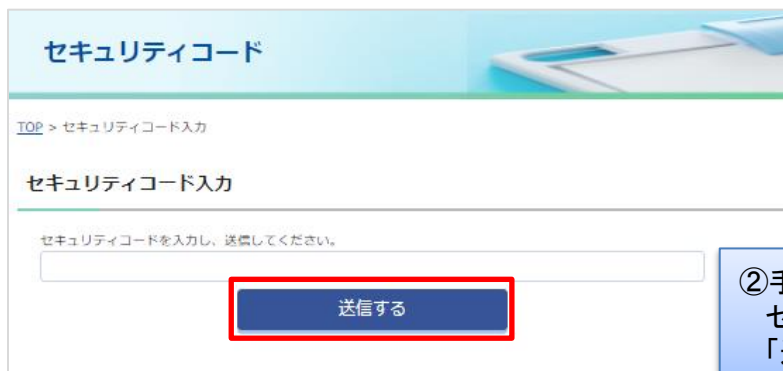 セキュリティコード
TOP > セキュリティコード入力
セキュリティコード入力
セキュリティコードを入力し、送信してください。
送信する
②手
セ
「